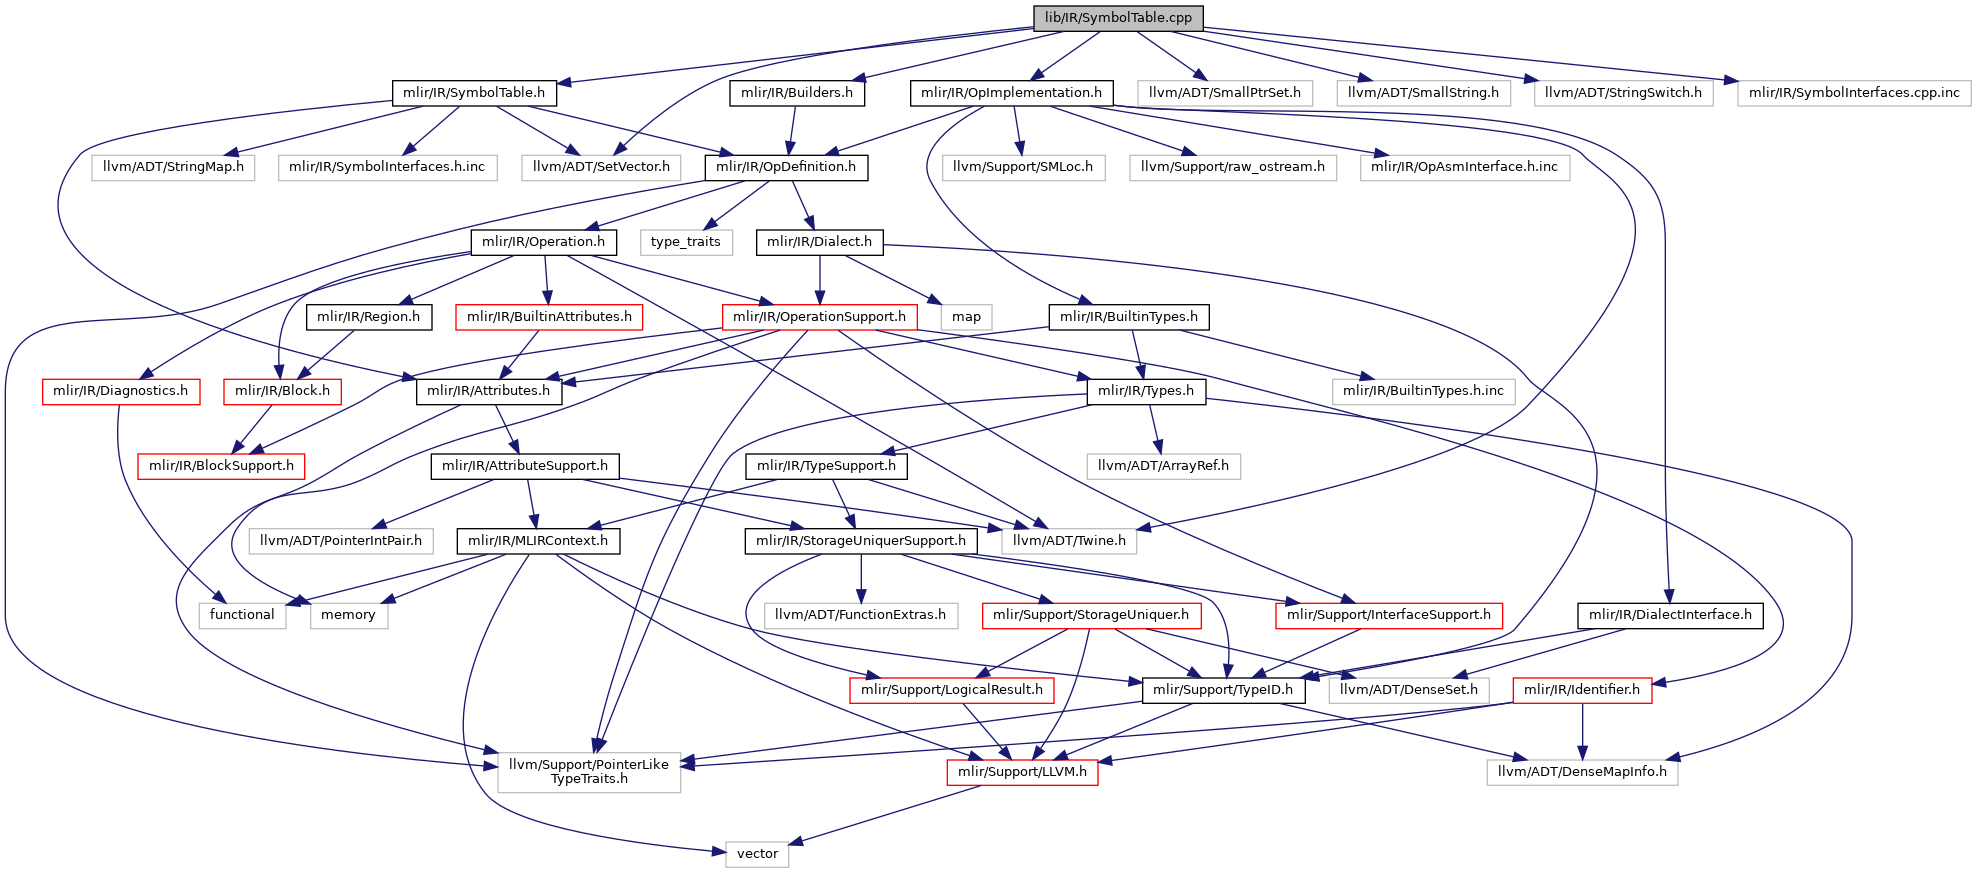 lib/IR/SymbolTable.cpp
mlir/IR/SymbolTable.h
mlir/IR/Builders.h
mlir/IR/OpImplementation.h
llvm/ADT/SmallPtrSet.h
llvm/ADT/SmallString.h
llvm/ADT/StringSwitch.h
mlir/IR/SymbolInterfaces.cpp.inc
llvm/ADT/StringMap.h
mlir/IR/SymbolInterfaces.h.inc
llvm/ADT/SetVector.h
mlir/IR/OpDefinition.h
llvm/Support/SMLoc.h
llvm/Support/raw_ostream.h
mlir/IR/OpAsmInterface.h.inc
mlir/IR/Operation.h
type_traits
mlir/IR/Dialect.h
mlir/IR/Region.h
mlir/IR/BuiltinAttributes.h
mlir/IR/OperationSupport.h
map
mlir/IR/BuiltinTypes.h
mlir/IR/Diagnostics.h
mlir/IR/Block.h
mlir/IR/Attributes.h
mlir/IR/Types.h
mlir/IR/BuiltinTypes.h.inc
mlir/IR/BlockSupport.h
mlir/IR/AttributeSupport.h
mlir/IR/TypeSupport.h
llvm/ADT/ArrayRef.h
llvm/ADT/PointerIntPair.h
mlir/IR/MLIRContext.h
mlir/IR/StorageUniquerSupport.h
llvm/ADT/Twine.h
functional
memory
llvm/ADT/FunctionExtras.h
mlir/Support/StorageUniquer.h
mlir/Support/InterfaceSupport.h
mlir/IR/DialectInterface.h
mlir/Support/LogicalResult.h
mlir/Support/TypeID.h
llvm/ADT/DenseSet.h
mlir/IR/Identifier.h
llvm/Support/PointerLike
TypeTraits.h
mlir/Support/LLVM.h
llvm/ADT/DenseMapInfo.h
vector